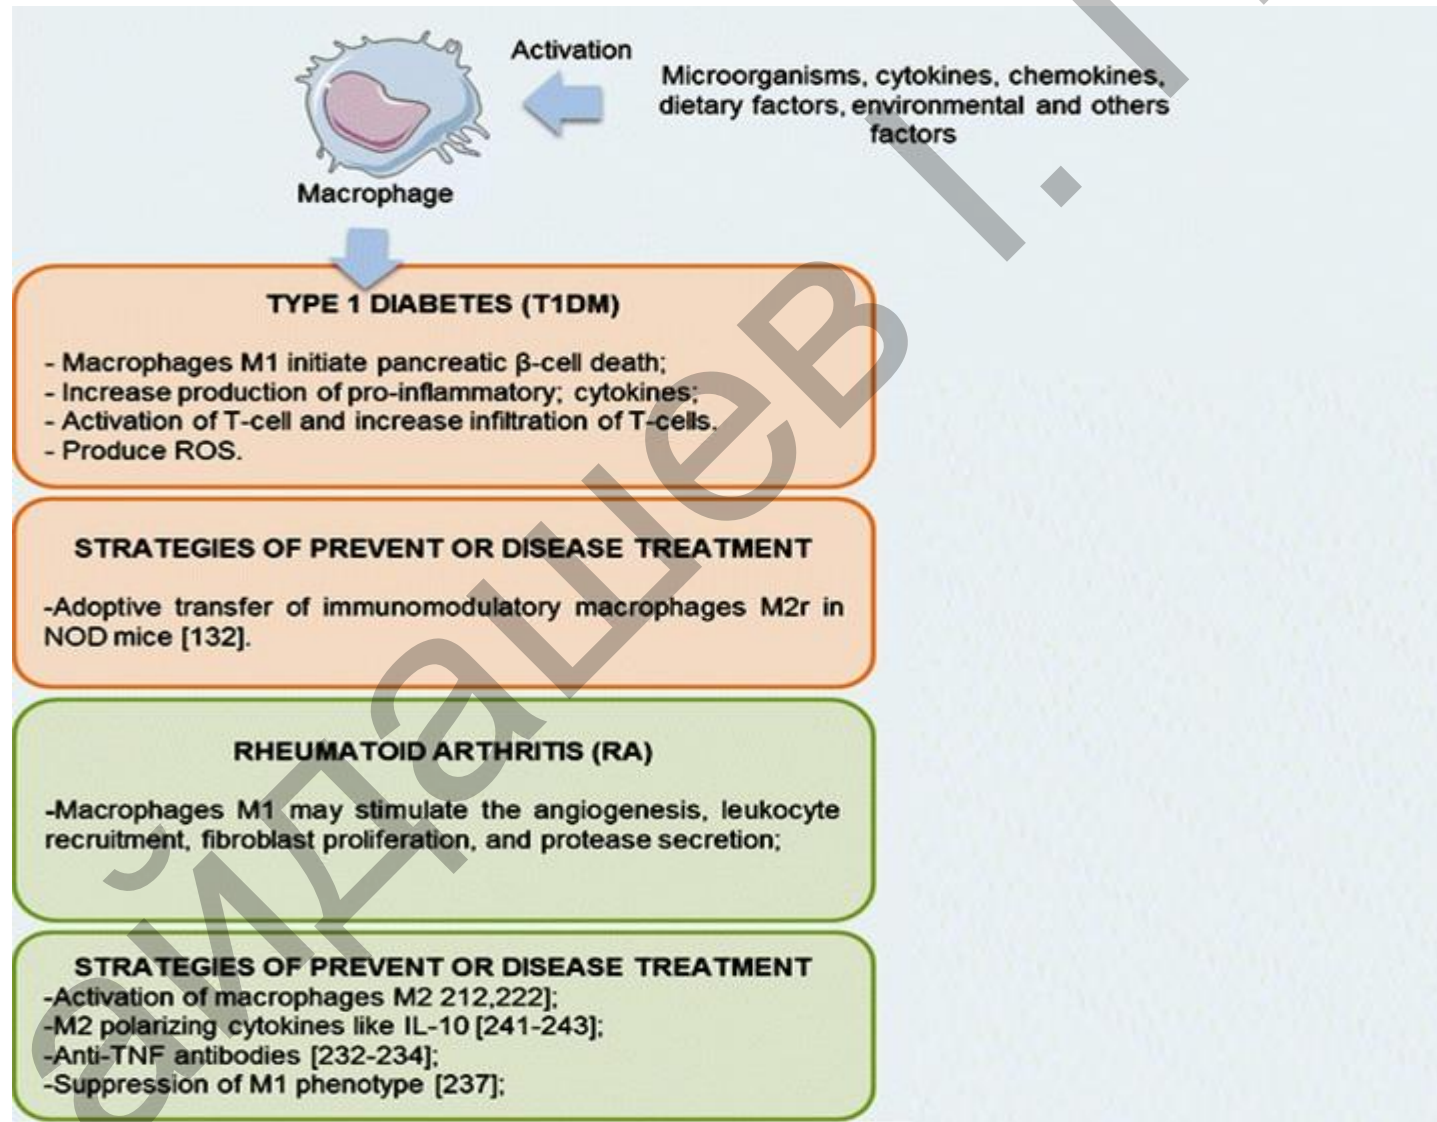 Activation
Microorganisms, cytokines, chemokines,
dietary factors, environmental and others
factors
Macrophage
TYPE 1 DIABETES (T1DM)
- Macrophages M1 initiate pancreatic β-cell death;
- Increase production of pro-inflammatory; cytokines;
- Activation of T-cell and increase infiltration of T-cells.
- Produce ROS.
STRATEGIES OF PREVENT OR DISEASE TREATMENT
-Adoptive transfer of immunomodulatory macrophages M2r in
NOD mice [132].
RHEUMATOID ARTHRITIS (RA)
-Macrophages M1 may stimulate the angiogenesis, leukocyte
recruitment, fibroblast proliferation, and protease secretion;
STRATEGIES OF PREVENT OR DISEASE TREATMENT
-Activation of macrophages M2 212,222];
-M2 polarizing cytokines like IL-10 [241-243];
-Anti-TNF antibodies [232-234];
-Suppression of M1 phenotype [237];
айдашев І.